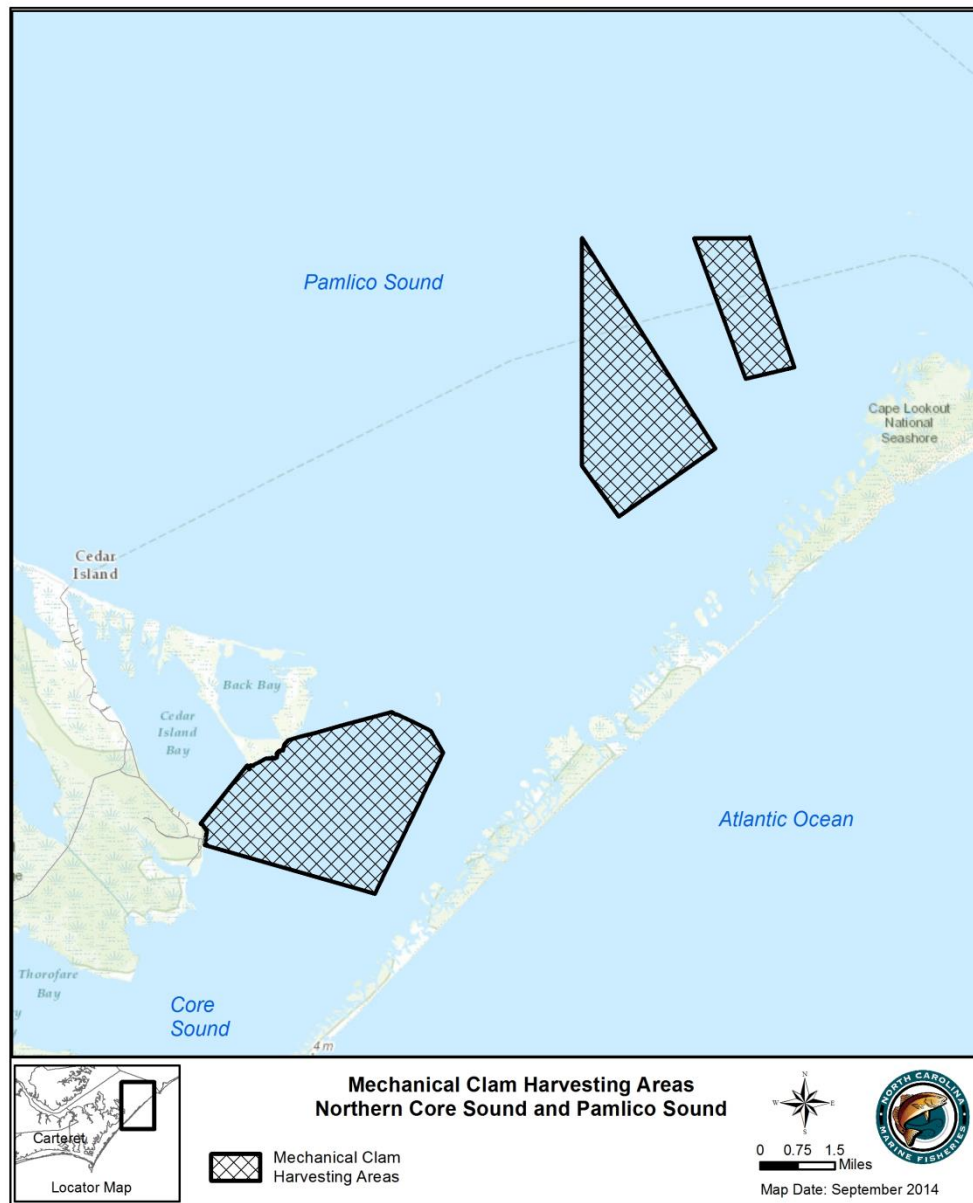 Pamlico Sound
Cape Lookout
National
Seashore
Cedar
Island
Back Bay
Cedar
Island
Bay
Atlantic Ocean
Thorofare
Bay
Core
Sound
4 m
Carteret
Locator Map
Mechanical Clam Harvesting Areas
Northern Core Sound and Pamlico Sound
Mechanical Clam
Harvesting Areas
N
W
E
S
0 0.75 1.5
Miles
Map Date: September 2014
NORTH CAROLINA
MARINE FISHERIES